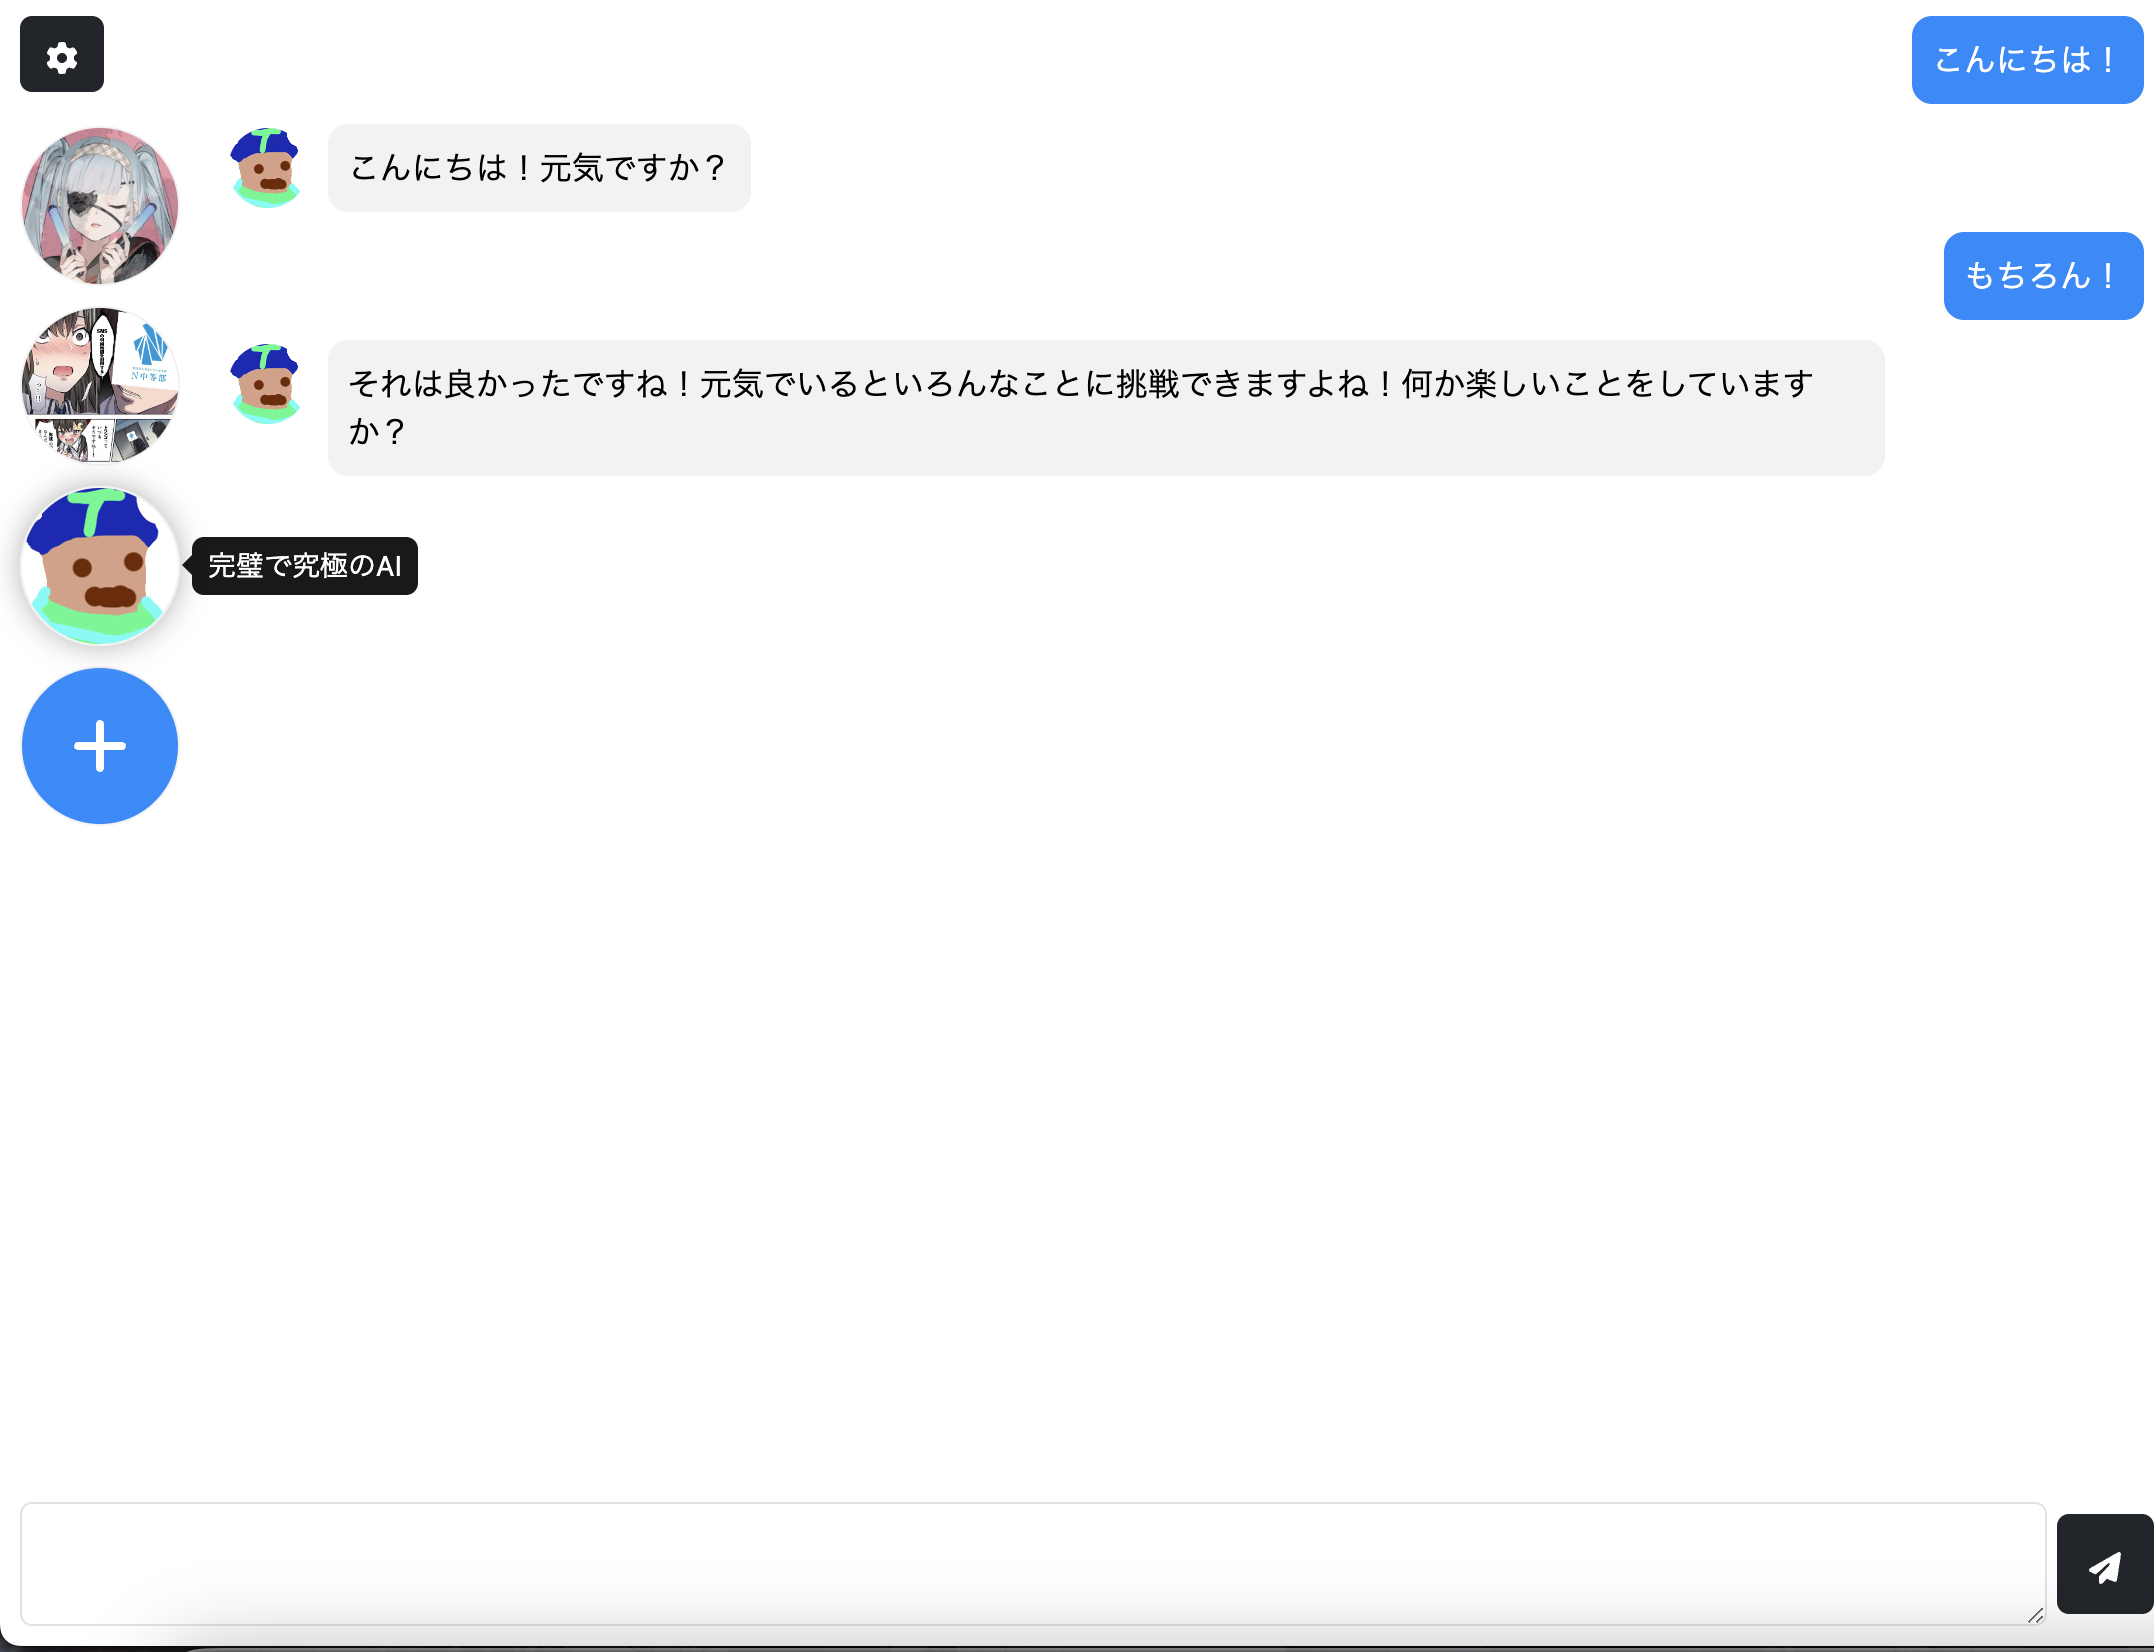 こんにちは！
こんにちは！元気ですか？
もちろん！
それは良かったですね！元気でいるといろんなことに挑戦できますよね！何か楽しいことをしています
か？
完璧で究極のAI